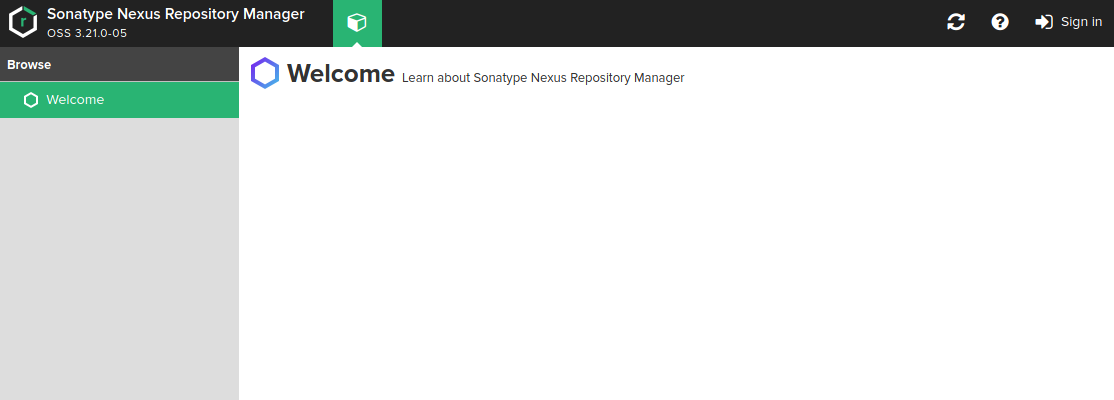 Sonatype Nexus Repository Manager
OSS 3.21.0-05
Sign in
Browse
Welcome
Welcome Learn about Sonatype Nexus Repository Manager